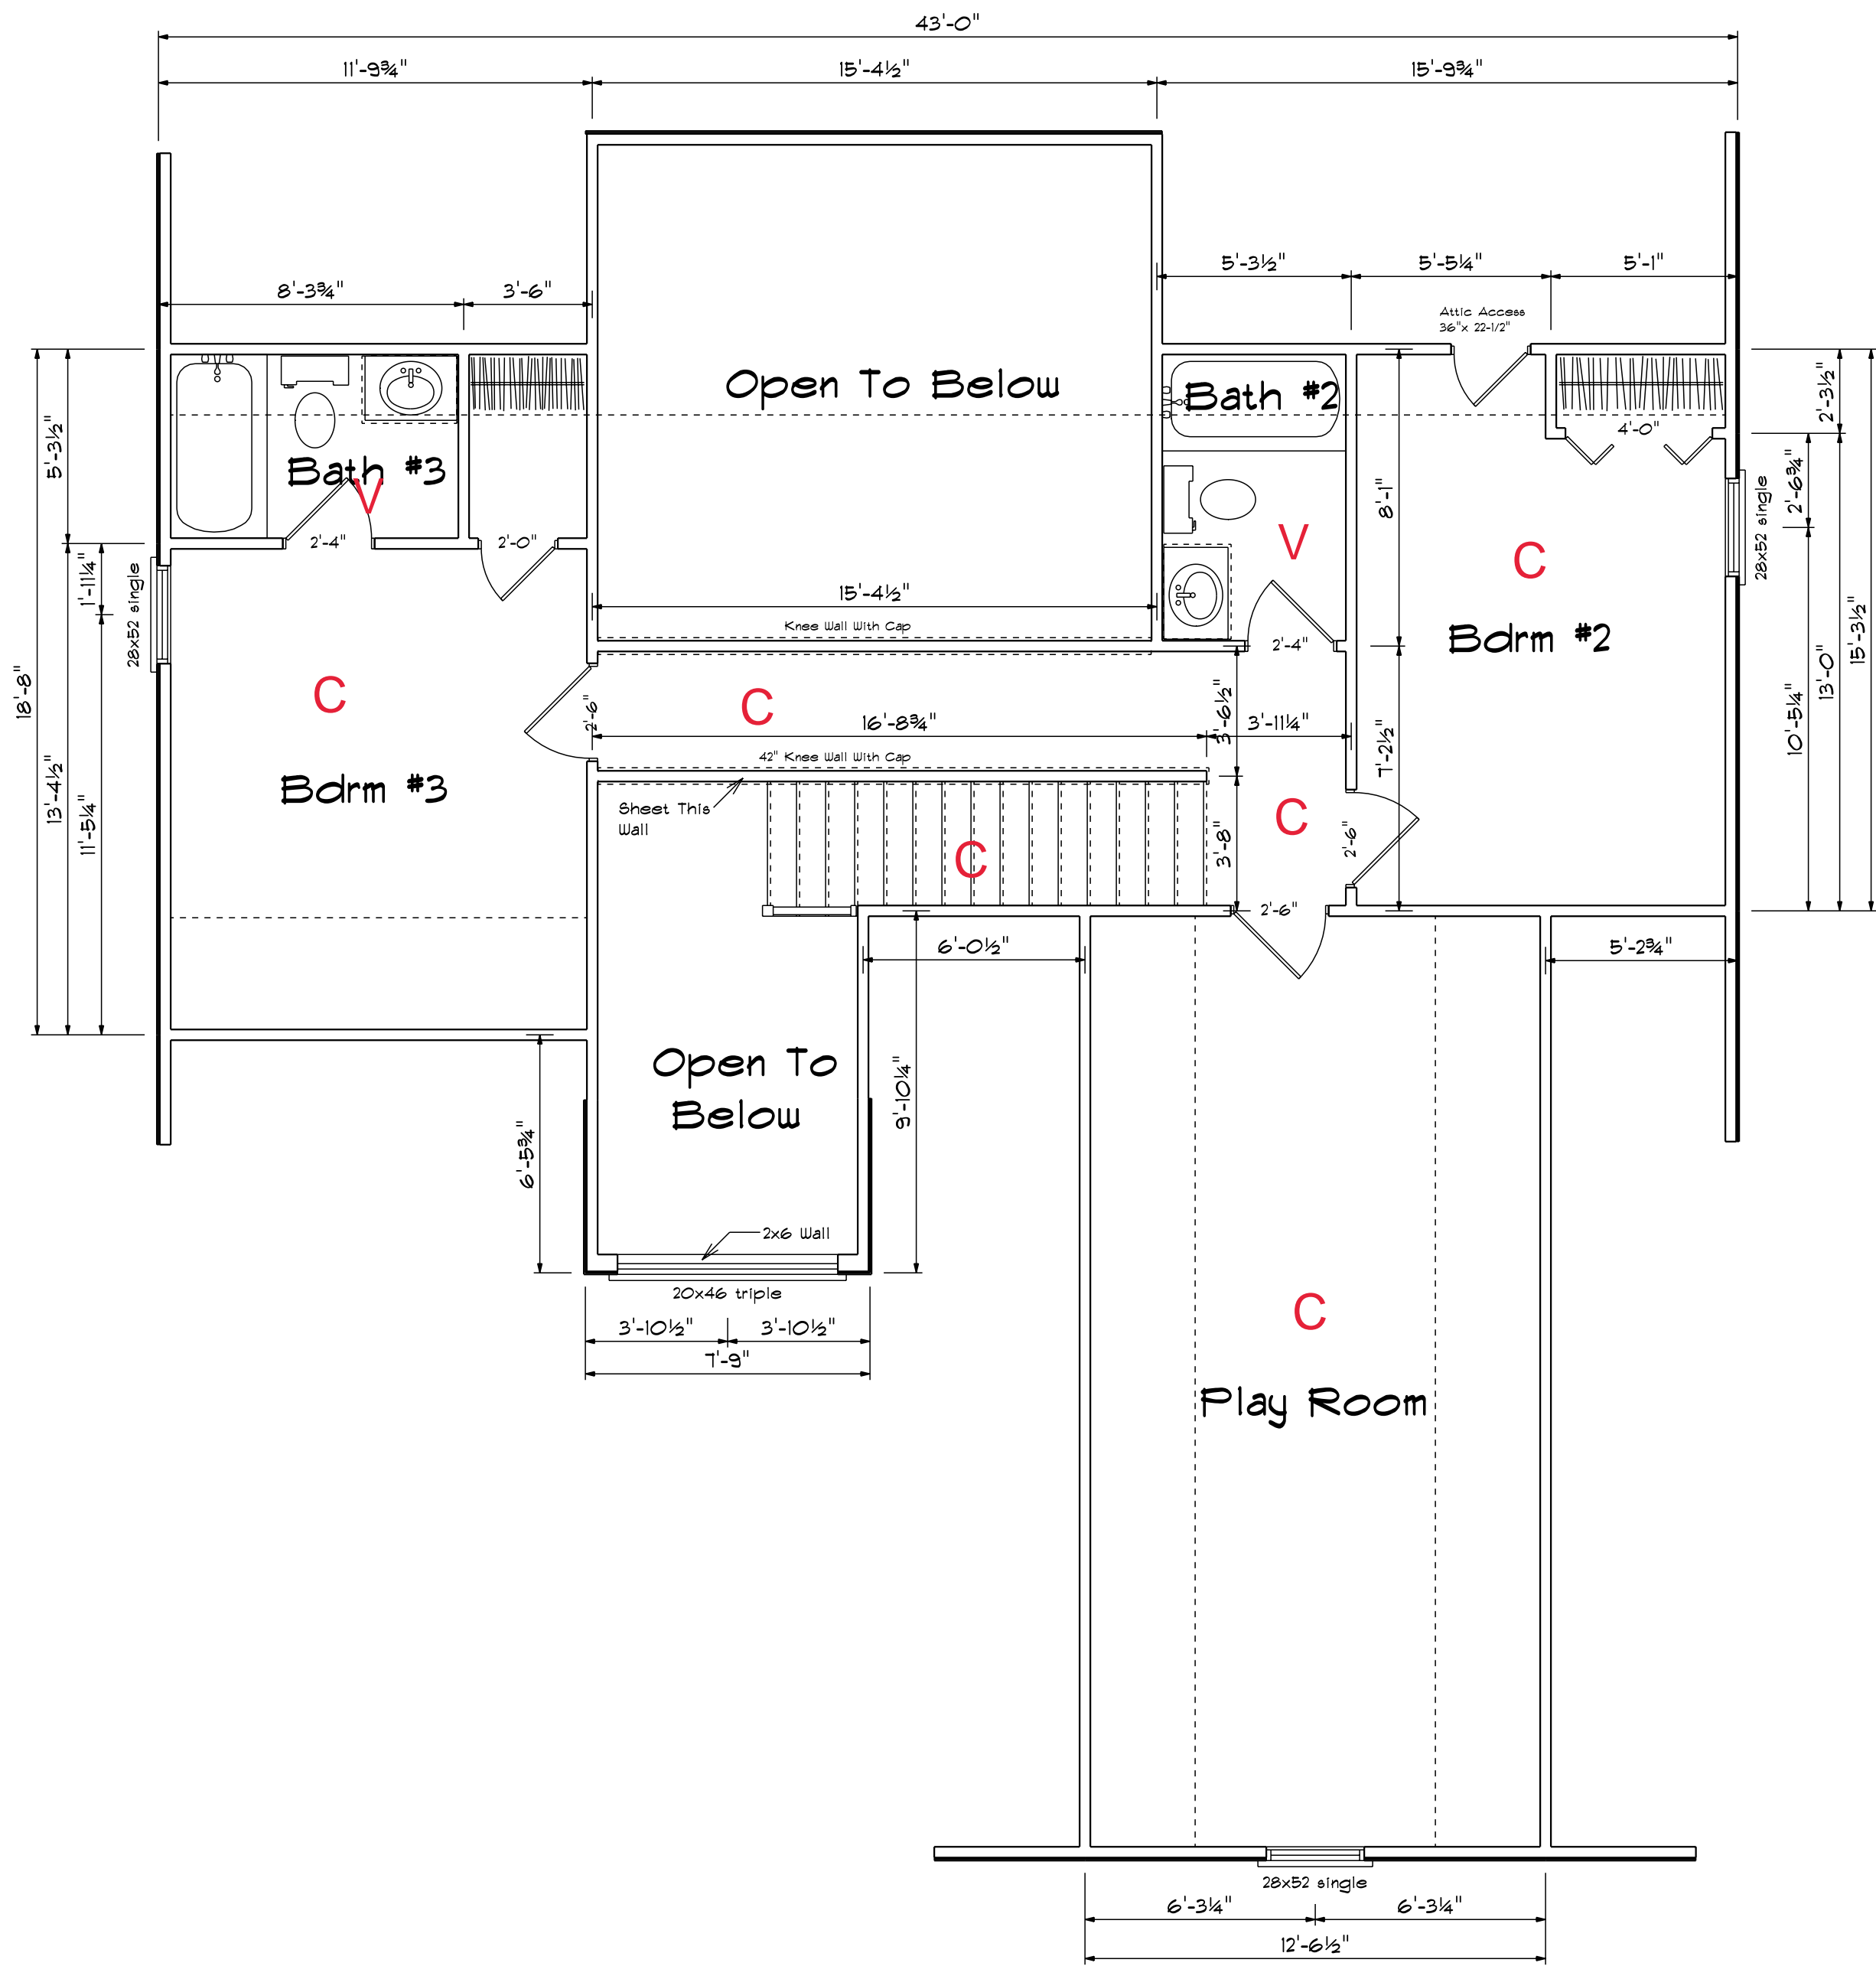 43'-0"
11'-9¾"
15'-4½"
15'-9¾"
5'-3½"
5'-5¼"
5'-1"
8'-3¾"
3'-6"
Attic Access
36"x 22-1/2"
Open To Below
Bath #2
2'-3½"
4'-0"
5'-3½"
Bath #3
V
8'-1"
2'-6¾"
28x52 single
2'-4"
2'-0"
V
C
1'-11¼"
28x52 single
15'-4½"
Knee Wall With Cap
2'-4"
Bdrm #2
15'-3½"
13'-0"
18'-8"
C
C
2'-6"
16'-8¾"
3'-6½"
3'-11¼"
7'-2½"
10'-5¼"
42" Knee Wall With Cap
13'-4½"
11'-5¼"
Bdrm #3
Sheet This
Wall
C
C
3'-8"
2'-6"
2'-6"
6'-0½"
5'-2¾"
Open To
Below
9'-10¼"
6'-5¾"
2x6 Wall
20x46 triple
3'-10½"
3'-10½"
7'-9"
C
Play Room
28x52 single
6'-3¼"
6'-3¼"
12'-6½"